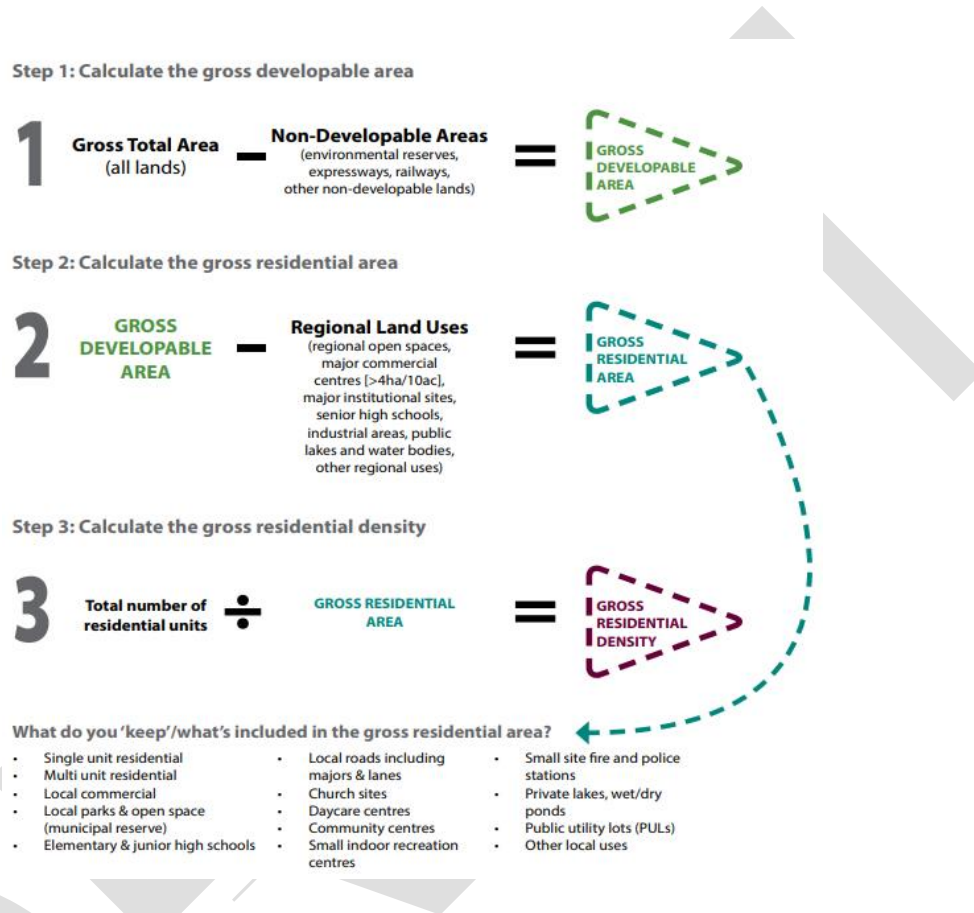 Step 1: Calculate the gross developable area
1
Gross Total Area
(all lands)
−
Non-Developable Areas
(environmental reserves,
expressways, railways,
other non-developable lands)
=
GROSS
DEVELOPABLE
AREA
Step 2: Calculate the gross residential area
2
GROSS
DEVELOPABLE
AREA
−
Regional Land Uses
(regional open spaces,
major commercial
centres [>4ha/10ac],
major institutional sites,
senior high schools,
industrial areas, public
lakes and water bodies,
other regional uses)
=
GROSS
RESIDENTIAL
AREA
Step 3: Calculate the gross residential density
3
Total number of
residential units
÷
GROSS RESIDENTIAL
AREA
=
GROSS
RESIDENTIAL
DENSITY
What do you 'keep'/what's included in the gross residential area?
• Single unit residential
• Multi unit residential
• Local commercial
• Local parks & open space
(municipal reserve)
• Elementary & junior high schools
• Local roads including
majors & lanes
• Church sites
• Daycare centres
• Community centres
• Small indoor recreation
centres
• Small site fire and police
stations
• Private lakes, wet/dry
ponds
• Public utility lots (PULs)
• Other local uses